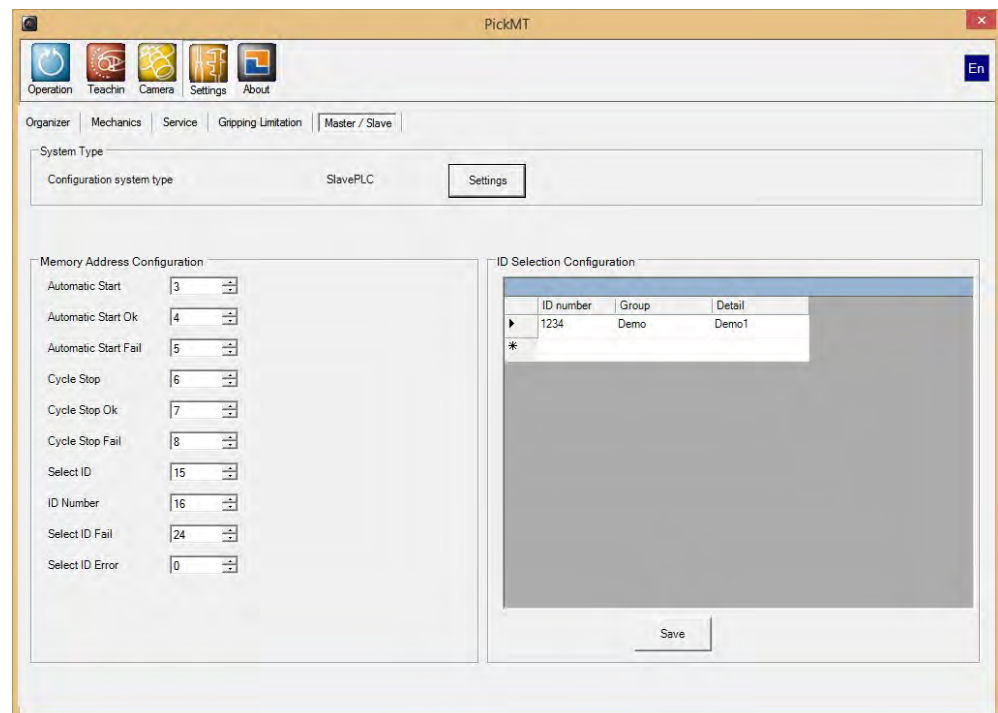 PickMT
Operation Teachin Camera Settings About
En
Organizer Mechanics Service Gripping Limitation Master / Slave
System Type
Configuration system type SlavePLC Settings
Memory Address Configuration
Automatic Start 3
Automatic Start Ok 4
Automatic Start Fail 5
Cycle Stop 6
Cycle Stop Ok 7
Cycle Stop Fail 8
Select ID 15
ID Number 16
Select ID Fail 24
Select ID Error 0
ID Selection Configuration
ID number Group Detail
1234 Demo Demo1
Save